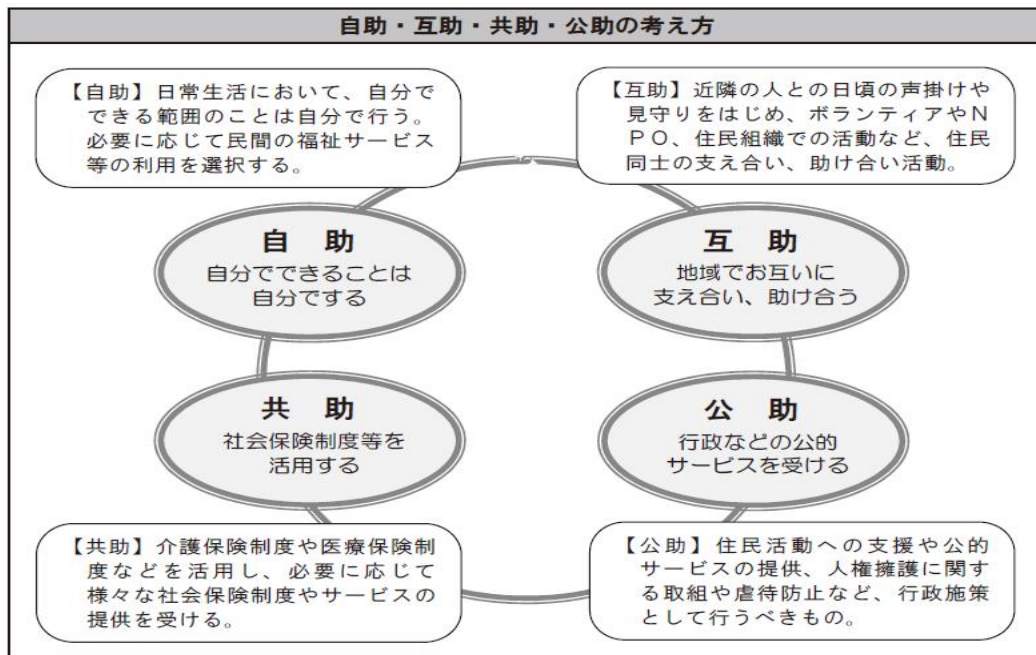 自助・互助・共助・公助の考え方
【自助】日常生活において、自分で
できる範囲のことは自分で行う。
必要に応じて民間の福祉サービス
等の利用を選択する。
【互助】近隣の人との日頃の声掛けや
見守りをはじめ、ボランティアやＮ
ＰＯ、住民組織での活動など、住民
同士の支え合い、助け合い活動。
自　助
自分でできることは
自分でする
互　助
地域でお互いに
支え合い、助け合う
共　助
社会保険制度等を
活用する
公　助
行政などの公的
サービスを受ける
【共助】介護保険制度や医療保険制
度などを活用し、必要に応じて
様々な社会保険制度やサービスの
提供を受ける。
【公助】住民活動への支援や公的
サービスの提供、人権擁護に関す
る取組や虐待防止など、行政施策
として行うべきもの。